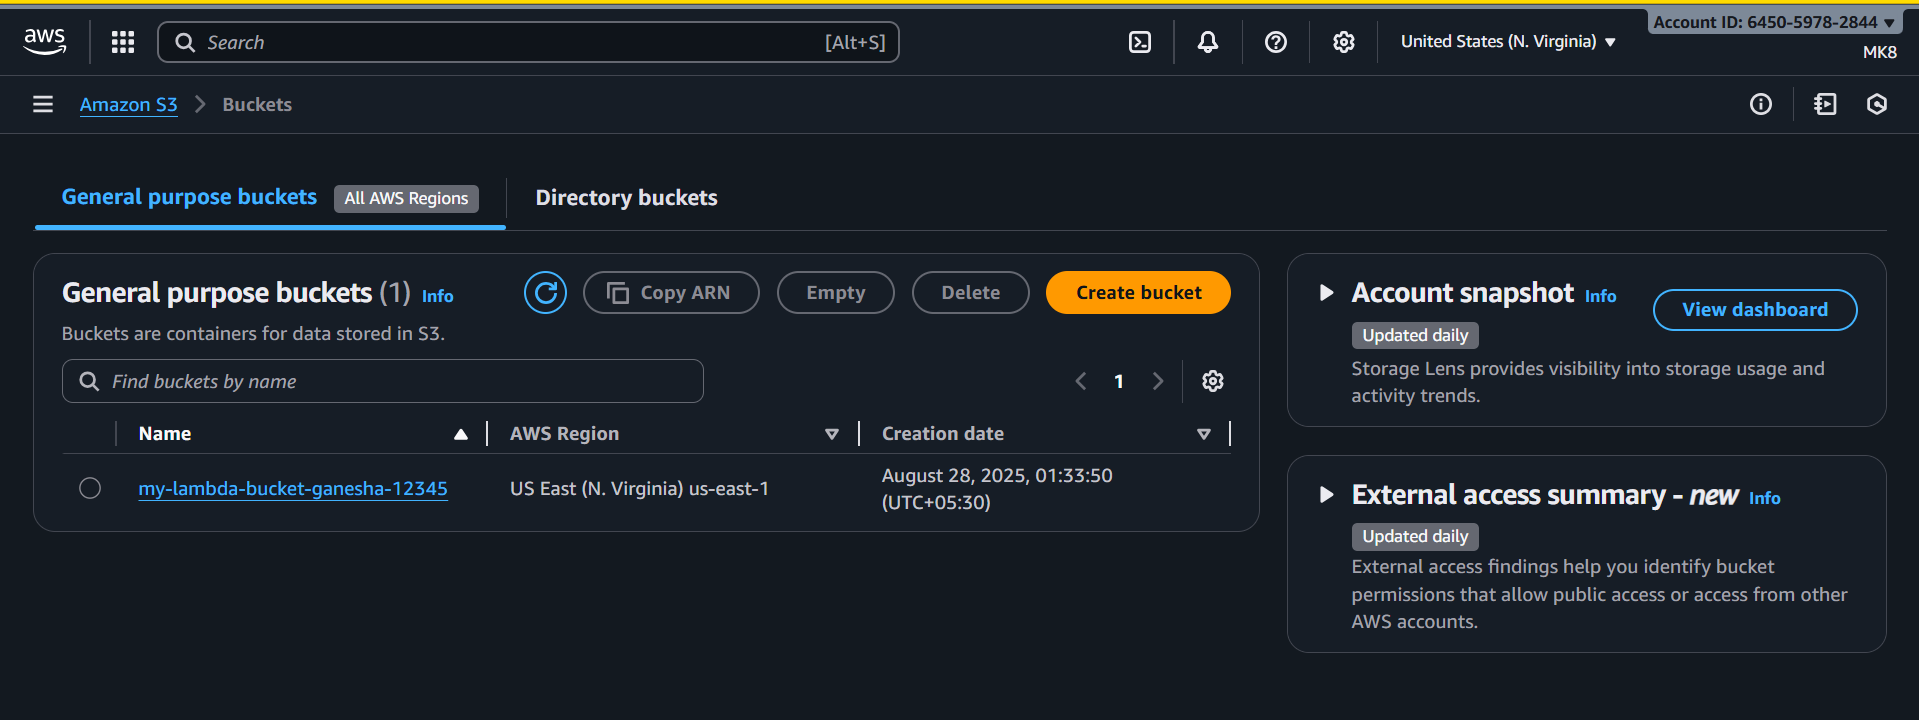 aws
Search [Alt+S]
United States (N. Virginia)
Account ID: 6450-5978-2844
MK8
Amazon S3 Buckets
General purpose buckets All AWS Regions Directory buckets
General purpose buckets (1) Info Copy ARN Empty Delete Create bucket
Buckets are containers for data stored in S3.
Find buckets by name
1
Name AWS Region Creation date
my-lambda-bucket-ganesha-12345 US East (N. Virginia) us-east-1 August 28, 2025, 01:33:50
(UTC+05:30)
Account snapshot Info View dashboard
Updated daily
Storage Lens provides visibility into storage usage and
activity trends.
External access summary - new Info
Updated daily
External access findings help you identify bucket
permissions that allow public access or access from other
AWS accounts.